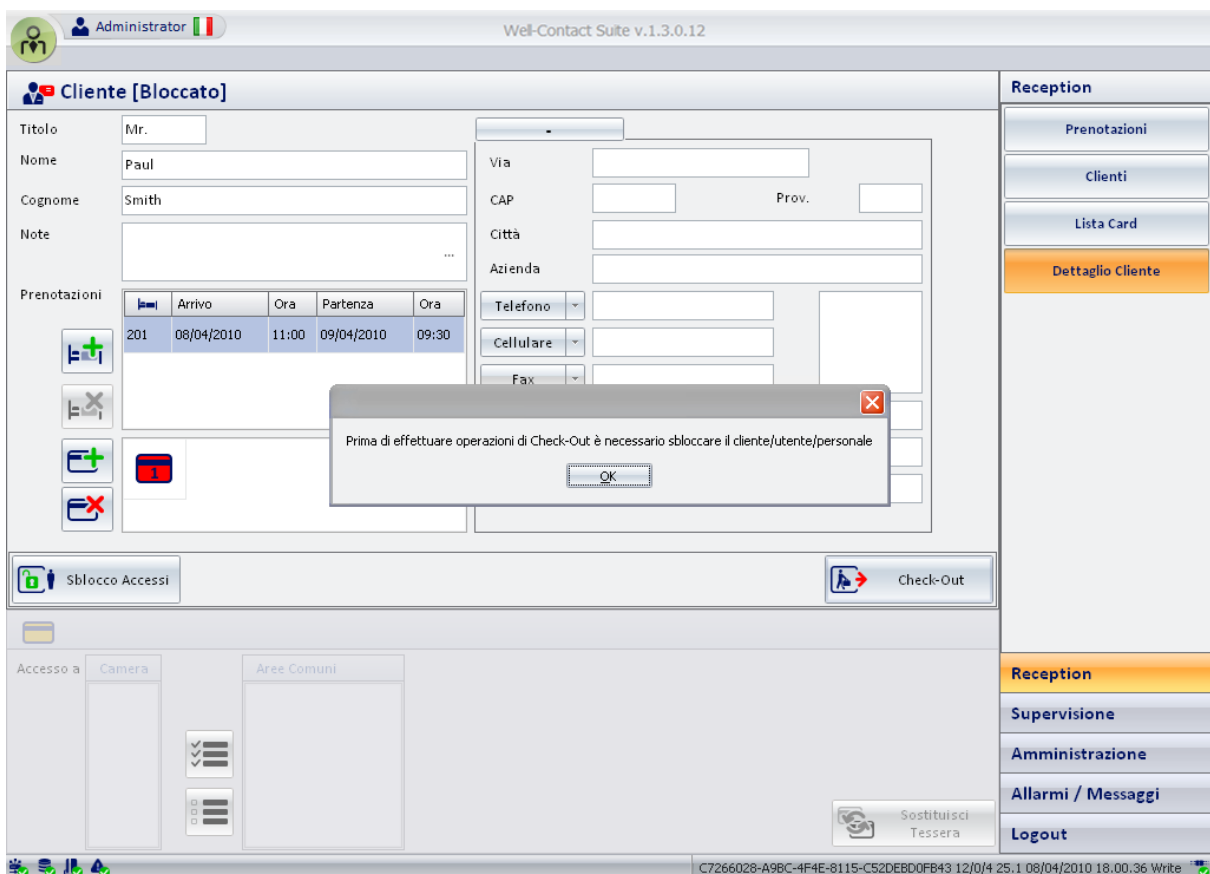 Administrator
Well-Contact Suite v.1.3.0.12
Cliente [Bloccato]
Titolo Mr.
Nome Paul
Cognome Smith
Note
...
Prenotazioni
Arrivo Ora Partenza Ora
201 08/04/2010 11:00 09/04/2010 09:30
1
-
Via
CAP Prov.
Città
Azienda
Telefono
Cellulare
Fax
Prima di effettuare operazioni di Check-Out è necessario sbloccare il cliente/utente/personale
OK
Sblocco Accessi
Check-Out
Accesso a Camera Aree Comuni
Sostituisci
Tessera
Reception
Prenotazioni
Clienti
Lista Card
Dettaglio Cliente
Reception
Supervisione
Amministrazione
Allarmi / Messaggi
Logout
C7266028-A9BC-4F4E-8115-C52DEBD0FB43 12/0/4 25.1 08/04/2010 18.00.36 Write